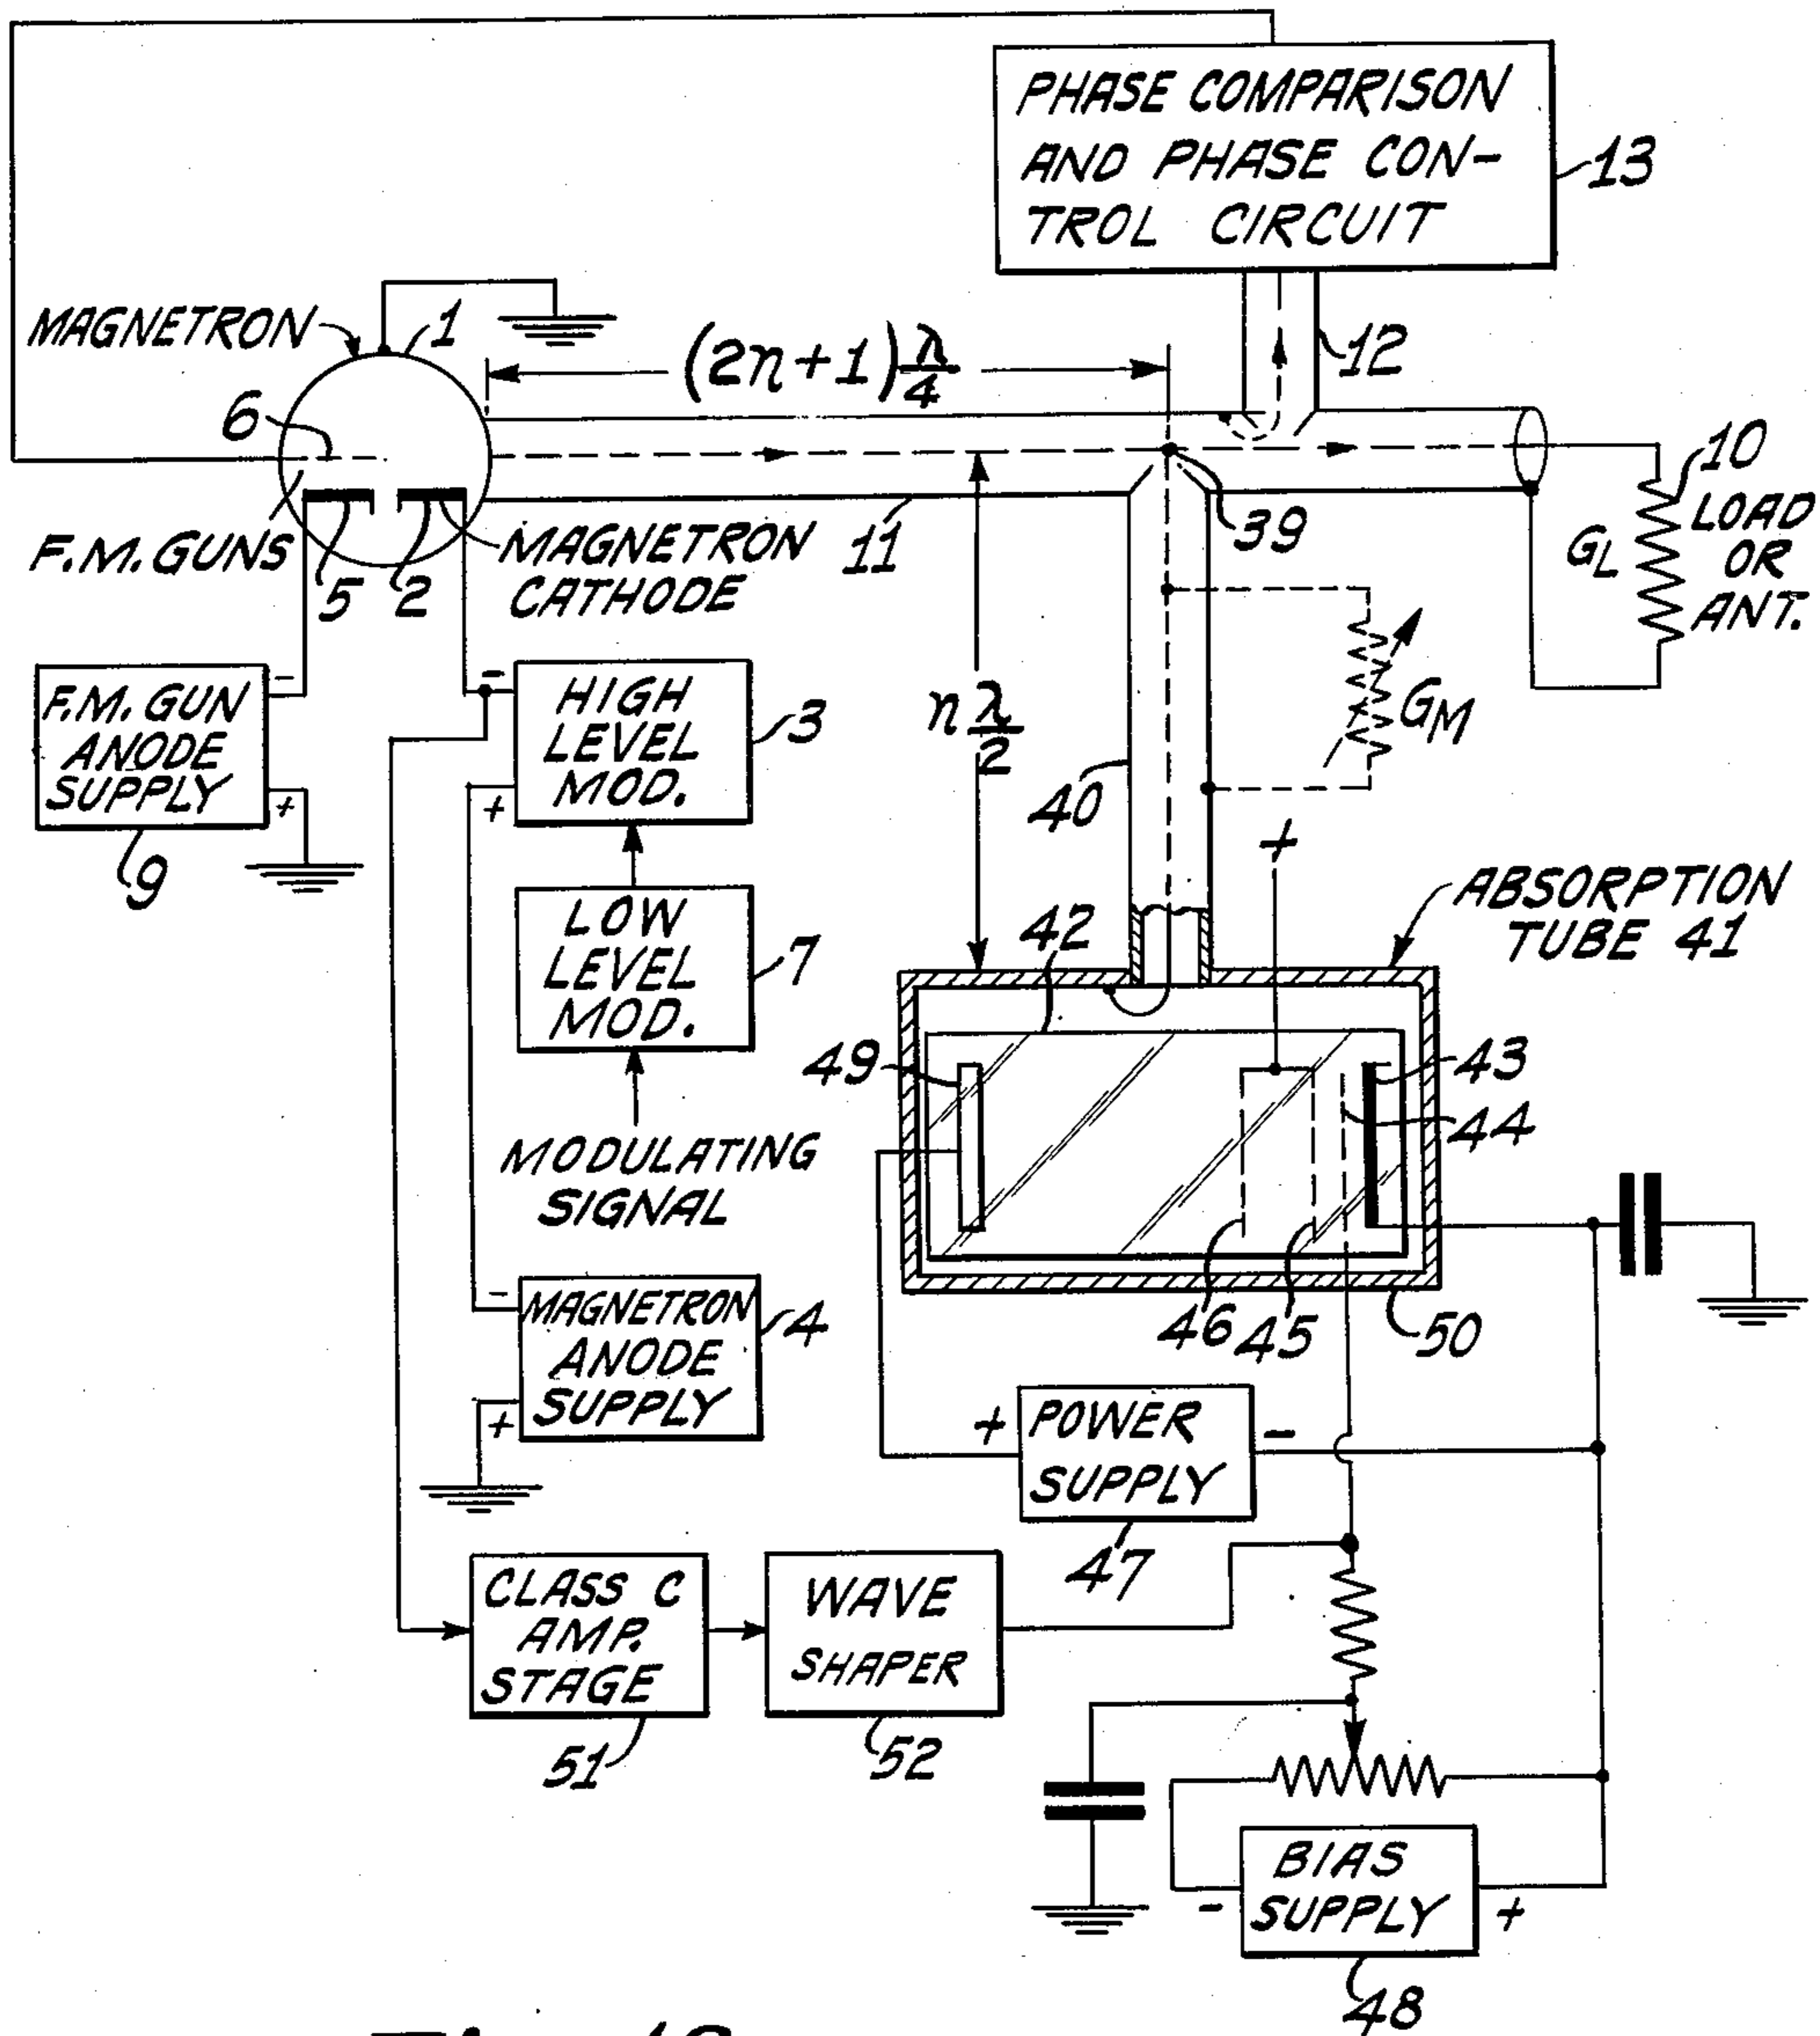 PHASE COMPARISON
AND PHASE CON-
TROL CIRCUIT
13
MAGNETRON
1
(2n+1) λ/4
12
6
10
LOAD
OR
ANT.
GL
39
F.M. GUNS
5
2
MAGNETRON
CATHODE
11
F.M. GUN
ANODE
SUPPLY
-
+
9
-
+
HIGH
LEVEL
MOD.
3
n λ/2
GM
40
LOW
LEVEL
MOD.
7
+
ABSORPTION
TUBE 41
42
49
43
44
MODULATING
SIGNAL
46
45
50
-
+
MAGNETRON
ANODE
SUPPLY
4
+
POWER
SUPPLY
-
47
CLASS C
AMP.
STAGE
51
WAVE
SHAPER
52
-
BIAS
SUPPLY
+
48